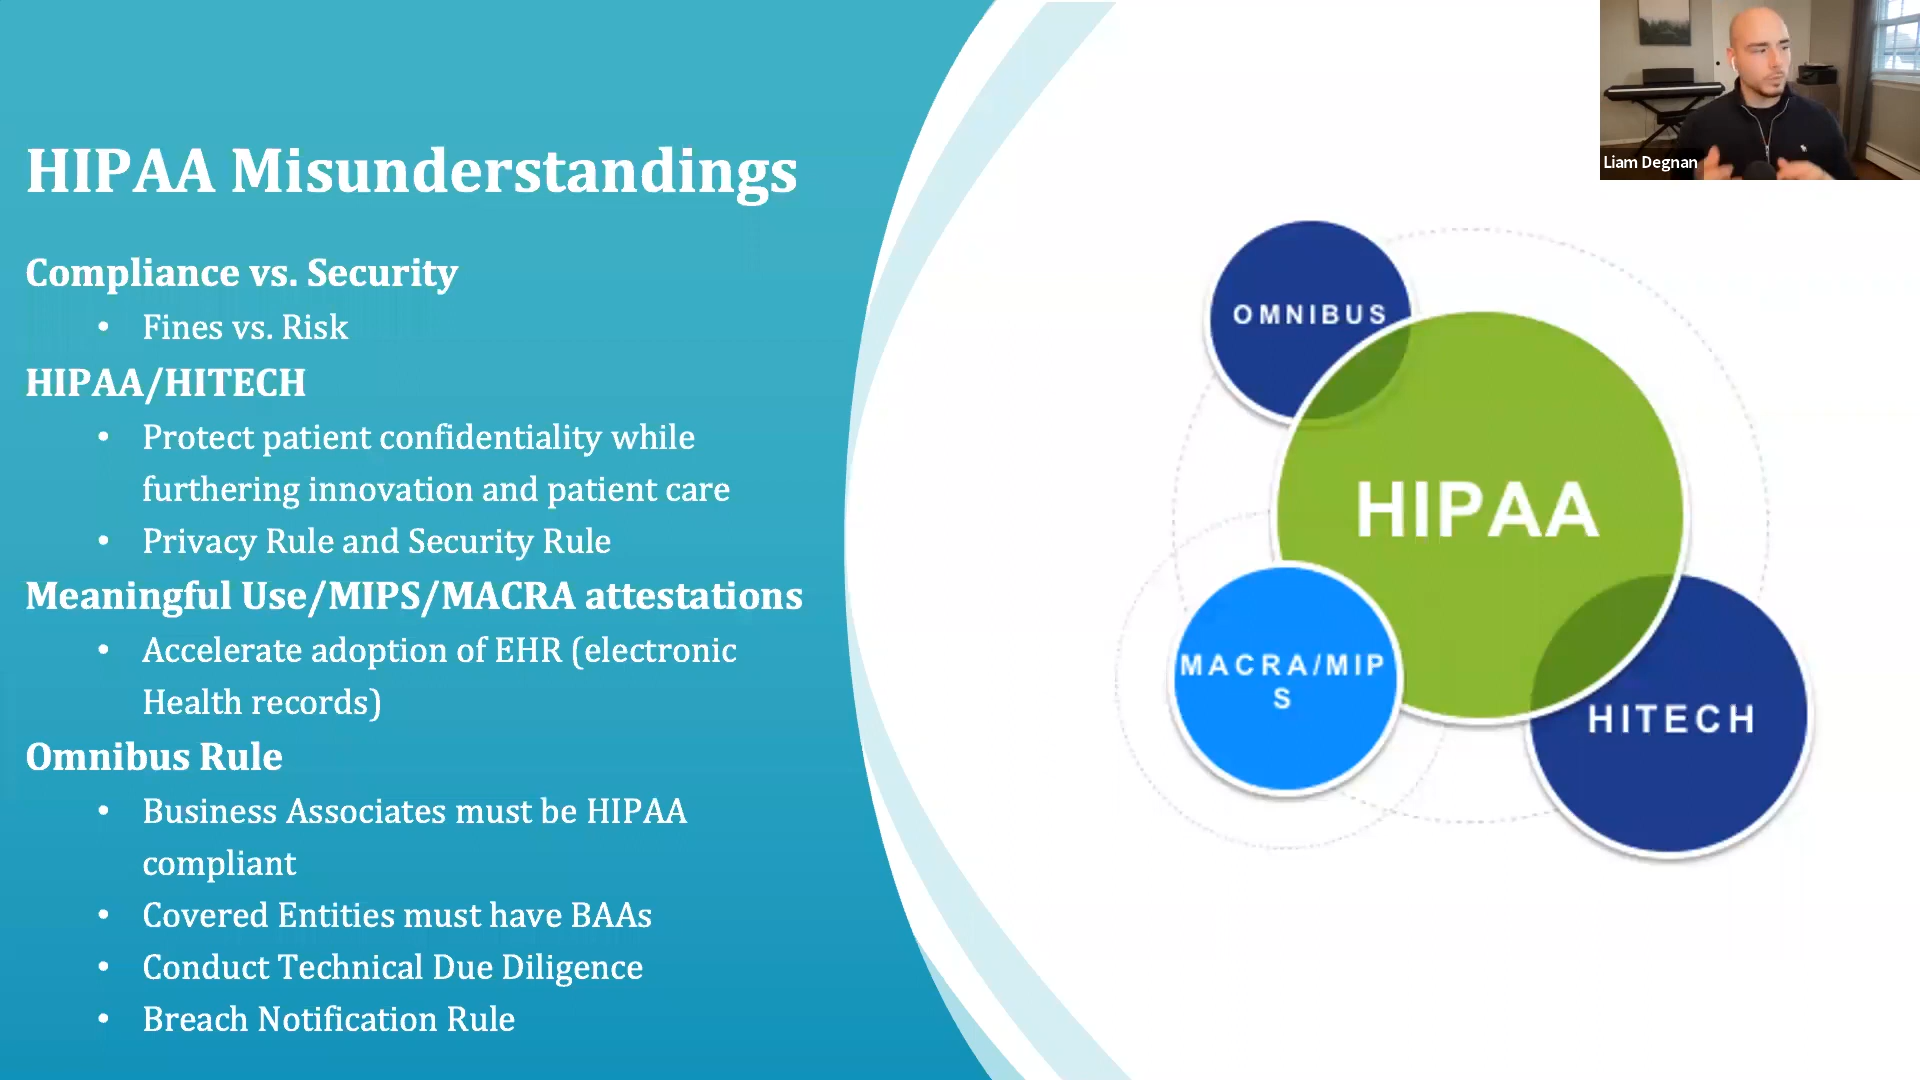 HIPAA Misunderstandings
Compliance vs. Security
• Fines vs. Risk
HIPAA/HITECH
• Protect patient confidentiality while
furthering innovation and patient care
• Privacy Rule and Security Rule
Meaningful Use/MIPS/MACRA attestations
• Accelerate adoption of EHR (electronic
Health records)
Omnibus Rule
• Business Associates must be HIPAA
compliant
• Covered Entities must have BAAs
• Conduct Technical Due Diligence
• Breach Notification Rule
OMNIBUS
HIPAA
MACRA/MIP
S
HITECH
Liam Degnan